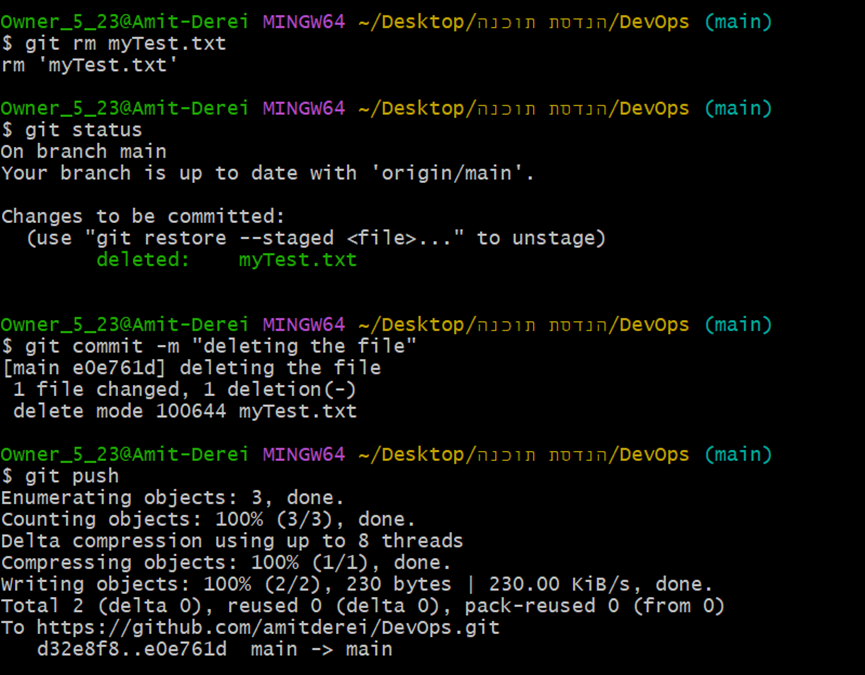 Owner_5_23@Amit-Derei MINGW64 ~/Desktop/הנדסת תוכנה/DevOps (main)
$ git rm myTest.txt
rm 'myTest.txt'
Owner_5_23@Amit-Derei MINGW64 ~/Desktop/הנדסת תוכנה/DevOps (main)
$ git status
On branch main
Your branch is up to date with 'origin/main'.
Changes to be committed:
  (use "git restore --staged <file>..." to unstage)
        deleted:    myTest.txt
Owner_5_23@Amit-Derei MINGW64 ~/Desktop/הנדסת תוכנה/DevOps (main)
$ git commit -m "deleting the file"
[main e0e761d] deleting the file
 1 file changed, 1 deletion(-)
 delete mode 100644 myTest.txt
Owner_5_23@Amit-Derei MINGW64 ~/Desktop/הנדסת תוכנה/DevOps (main)
$ git push
Enumerating objects: 3, done.
Counting objects: 100% (3/3), done.
Delta compression using up to 8 threads
Compressing objects: 100% (1/1), done.
Writing objects: 100% (2/2), 230 bytes | 230.00 KiB/s, done.
Total 2 (delta 0), reused 0 (delta 0), pack-reused 0 (from 0)
To https://github.com/amitderei/DevOps.git
   d32e8f8..e0e761d  main -> main